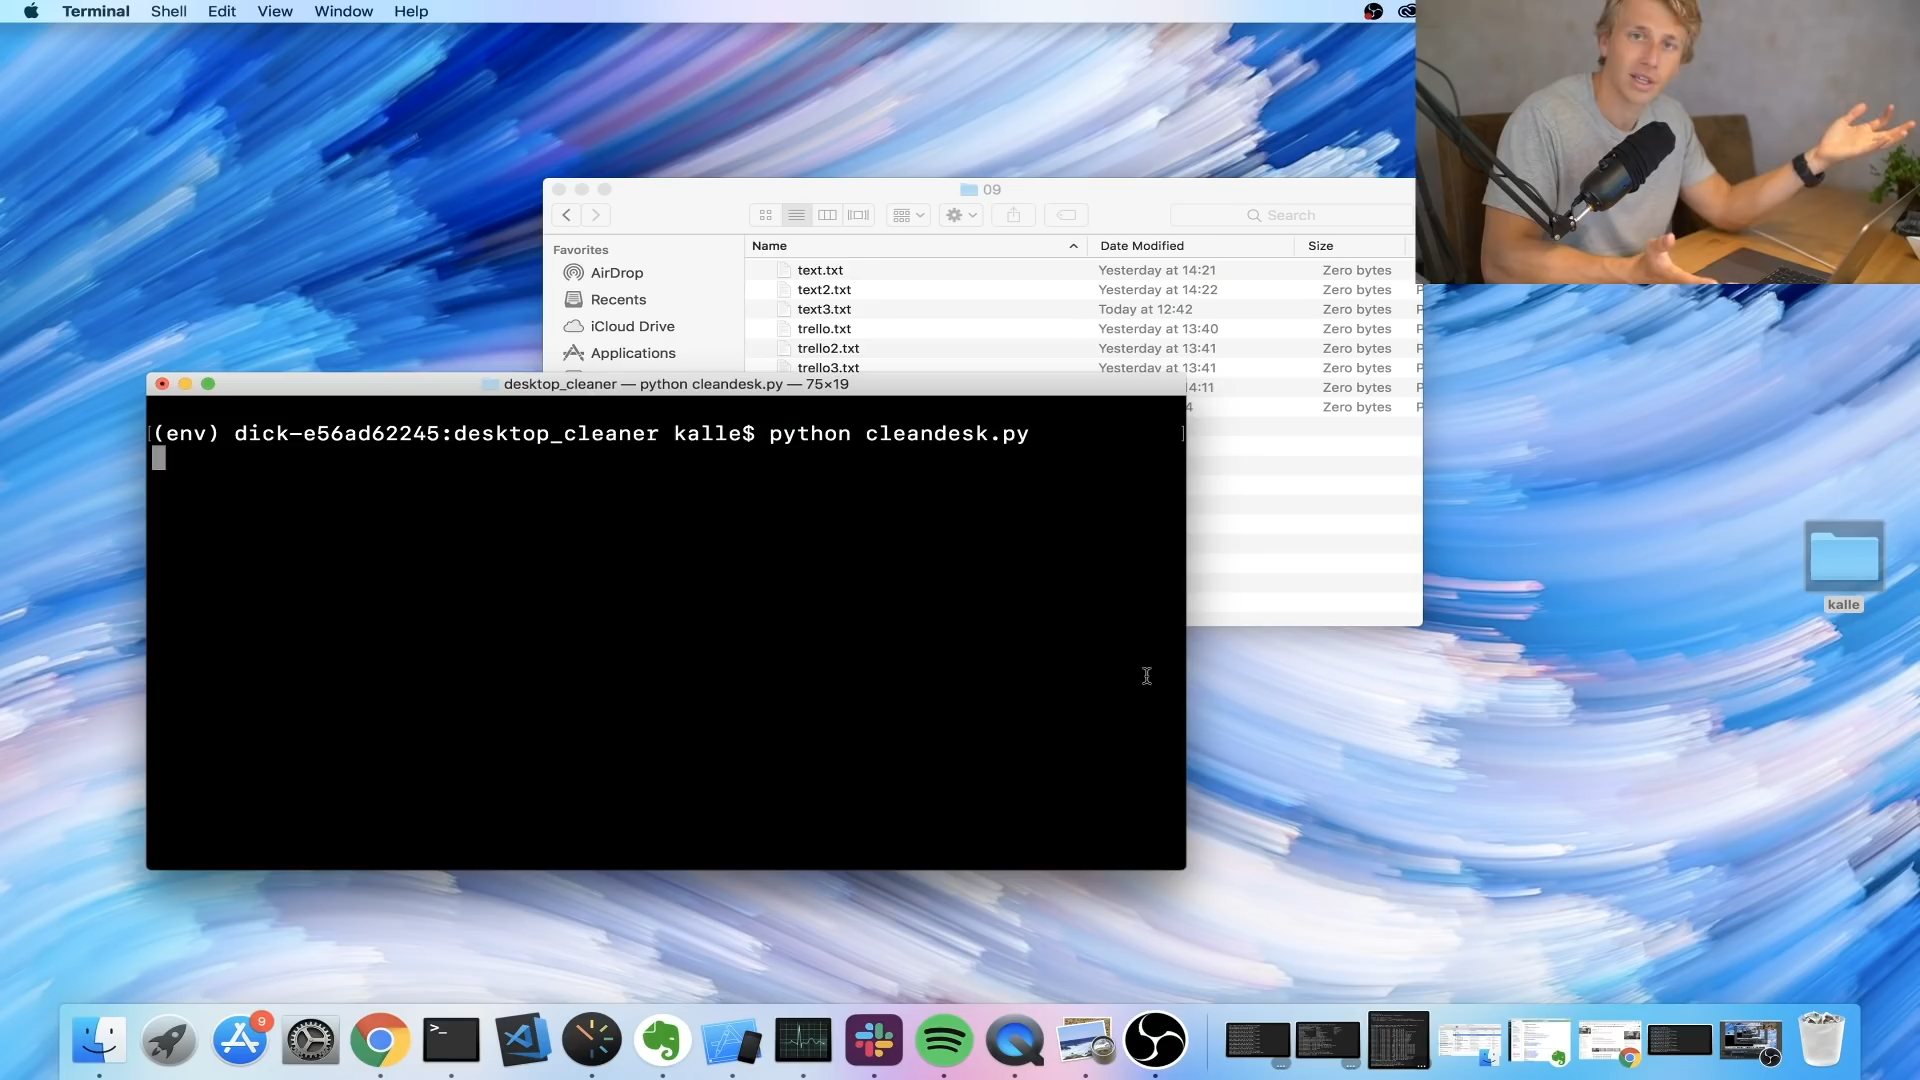 Terminal Shell Edit View Window Help
09
Search
Favorites
AirDrop
Recents
iCloud Drive
Applications
Name Date Modified Size
text.txt Yesterday at 14:21 Zero bytes
text2.txt Yesterday at 14:22 Zero bytes
text3.txt Today at 12:42 Zero bytes
trello.txt Yesterday at 13:40 Zero bytes
trello2.txt Yesterday at 13:41 Zero bytes
trello3.txt Yesterday at 13:41 Zero bytes
14:11 Zero bytes
4 Zero bytes
desktop_cleaner — python cleandesk.py — 75×19
(env) dick-e56ad62245:desktop_cleaner kalle$ python cleandesk.py
kalle
9
>_